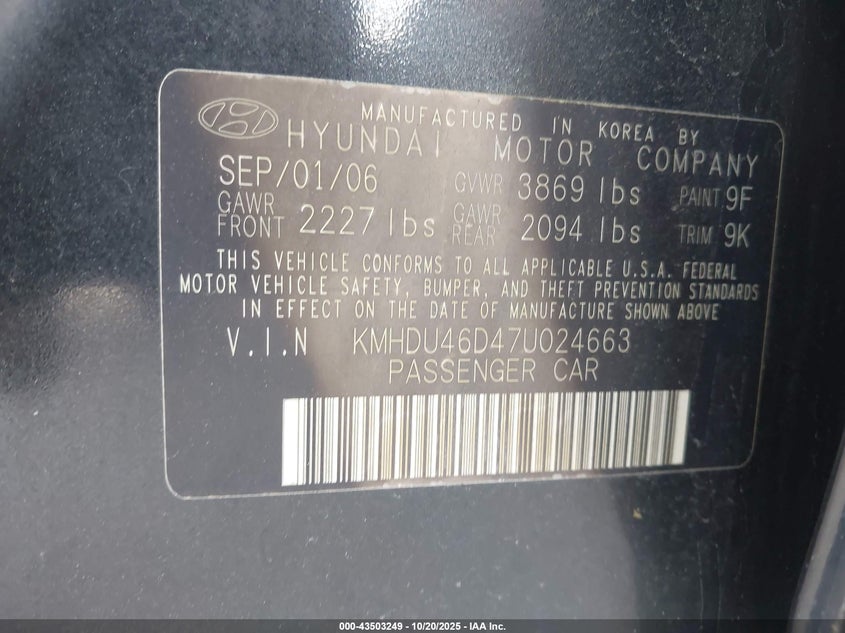 MANUFACTURED IN KOREA BY
HYUNDAI MOTOR COMPANY
SEP/01/06 GVWR 3869 lbs PAINT 9F
GAWR FRONT 2227 lbs GAWR REAR 2094 lbs TRIM 9K
THIS VEHICLE CONFORMS TO ALL APPLICABLE U.S.A. FEDERAL
MOTOR VEHICLE SAFETY, BUMPER, AND THEFT PREVENTION STANDARDS
IN EFFECT ON THE DATE OF MANUFACTURE SHOWN ABOVE
V.I.N KMHDU46D47U024663
PASSENGER CAR
000-43503249 - 10/20/2025 - IAA Inc.